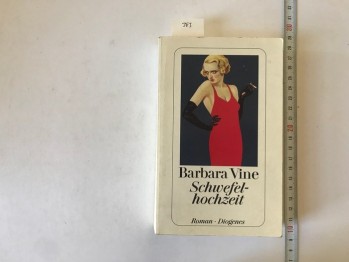 Barbara Vine
Schwefel-
hochzeit
Roman · Diogenes